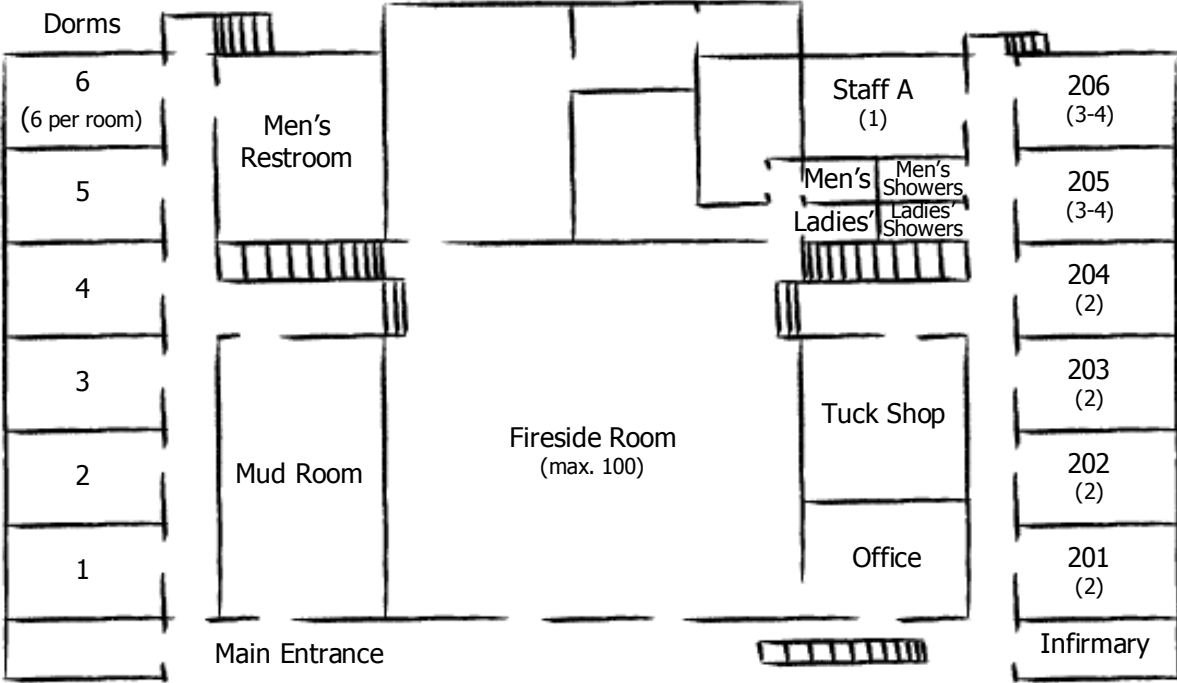 Dorms
6
(6 per room)
5
4
3
2
1
Men's
Restroom
Mud Room
Main Entrance
Fireside Room
(max. 100)
Staff A
(1)
Men's
Men's
Showers
Ladies'
Ladies'
Showers
Tuck Shop
Office
206
(3-4)
205
(3-4)
204
(2)
203
(2)
202
(2)
201
(2)
Infirmary